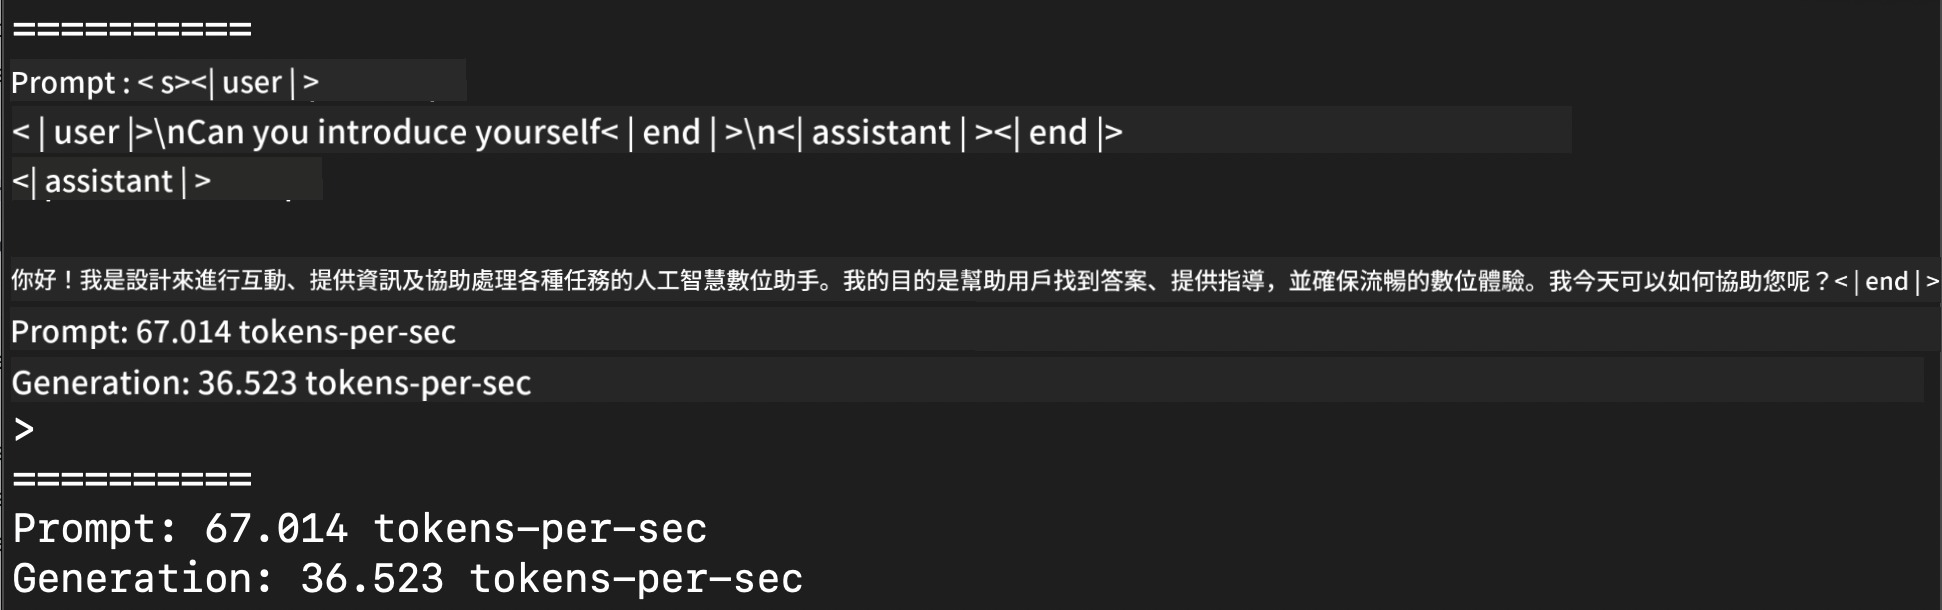 ==========
Prompt : < s><| user | >
< | user |>\nCan you introduce yourself< | end | >\n<| assistant | ><| end |>
<| assistant | >
你好！我是設計來進行互動、提供資訊及協助處理各種任務的人工智慧數位助手。我的目的是幫助用戶找到答案、提供指導，並確保流暢的數位體驗。我今天可以如何協助您呢？< | end | >
Prompt: 67.014 tokens-per-sec
Generation: 36.523 tokens-per-sec
>
==========
Prompt: 67.014 tokens-per-sec
Generation: 36.523 tokens-per-sec